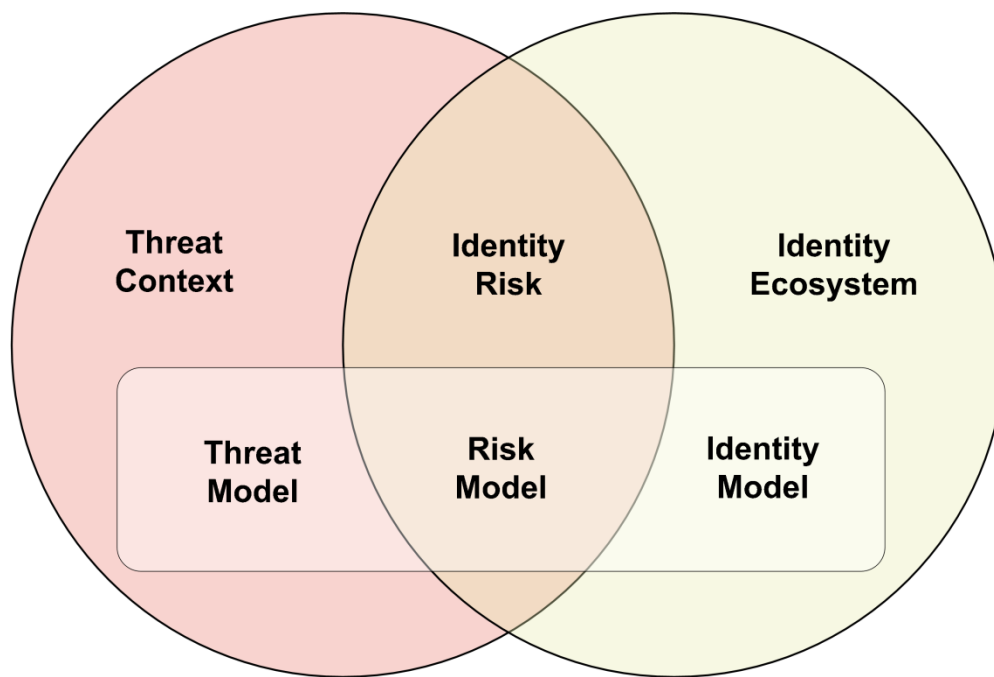 Threat
Context
Identity
Risk
Identity
Ecosystem
Threat
Model
Risk
Model
Identity
Model